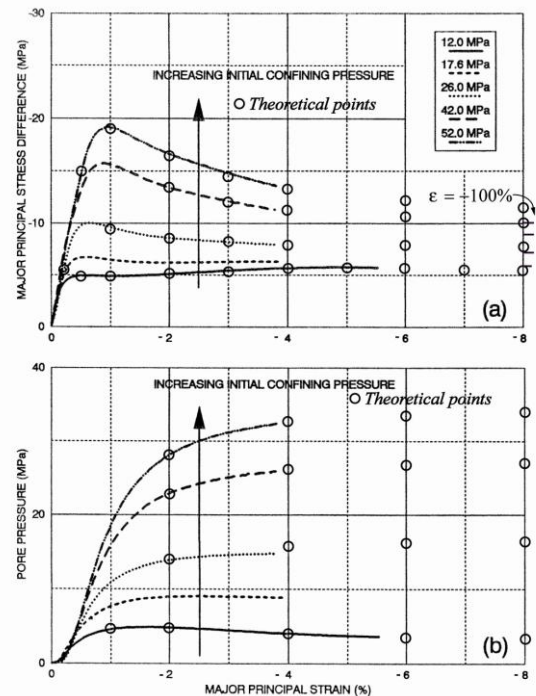 -30
-20
-10
0
MAJOR PRINCIPAL STRESS DIFFERENCE (MPa)
INCREASING INITIAL CONFINING PRESSURE
Theoretical points
12.0 MPa
17.6 MPa
26.0 MPa
42.0 MPa
52.0 MPa
ε = -100%
(a)
0 - 2 - 4 - 6 - 8
40
20
0
PORE PRESSURE (MPa)
INCREASING INITIAL CONFINING PRESSURE
Theoretical points
(b)
0 - 2 - 4 - 6 - 8
MAJOR PRINCIPAL STRAIN (%)